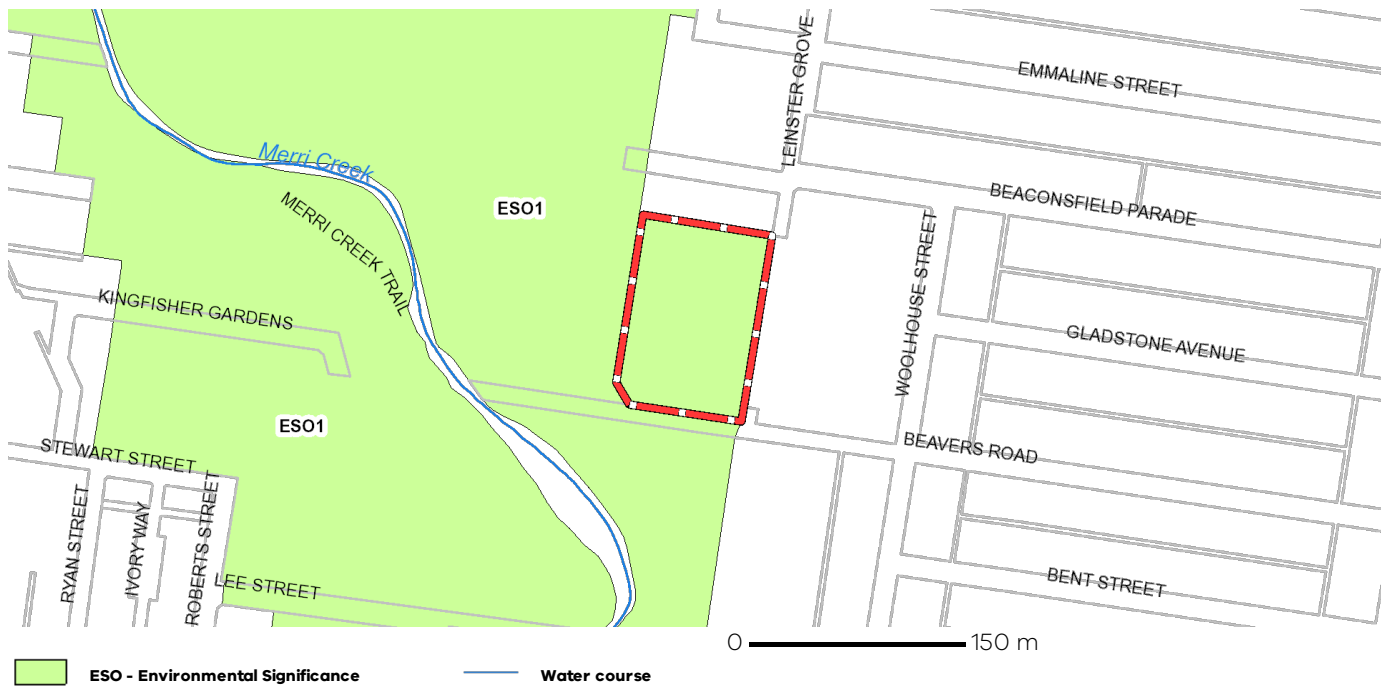 LEINSTER GROVE
EMMALINE STREET
Merri Creek
BEACONSFIELD PARADE
ESO1
MERRI CREEK TRAIL
WOOLHOUSE STREET
KINGFISHER GARDENS
GLADSTONE AVENUE
ESO1
BEAVERS ROAD
STEWART STREET
RYAN STREET
IVORY WAY
ROBERTS STREET
LEE STREET
BENT STREET
0 150 m
ESO - Environmental Significance
Water course